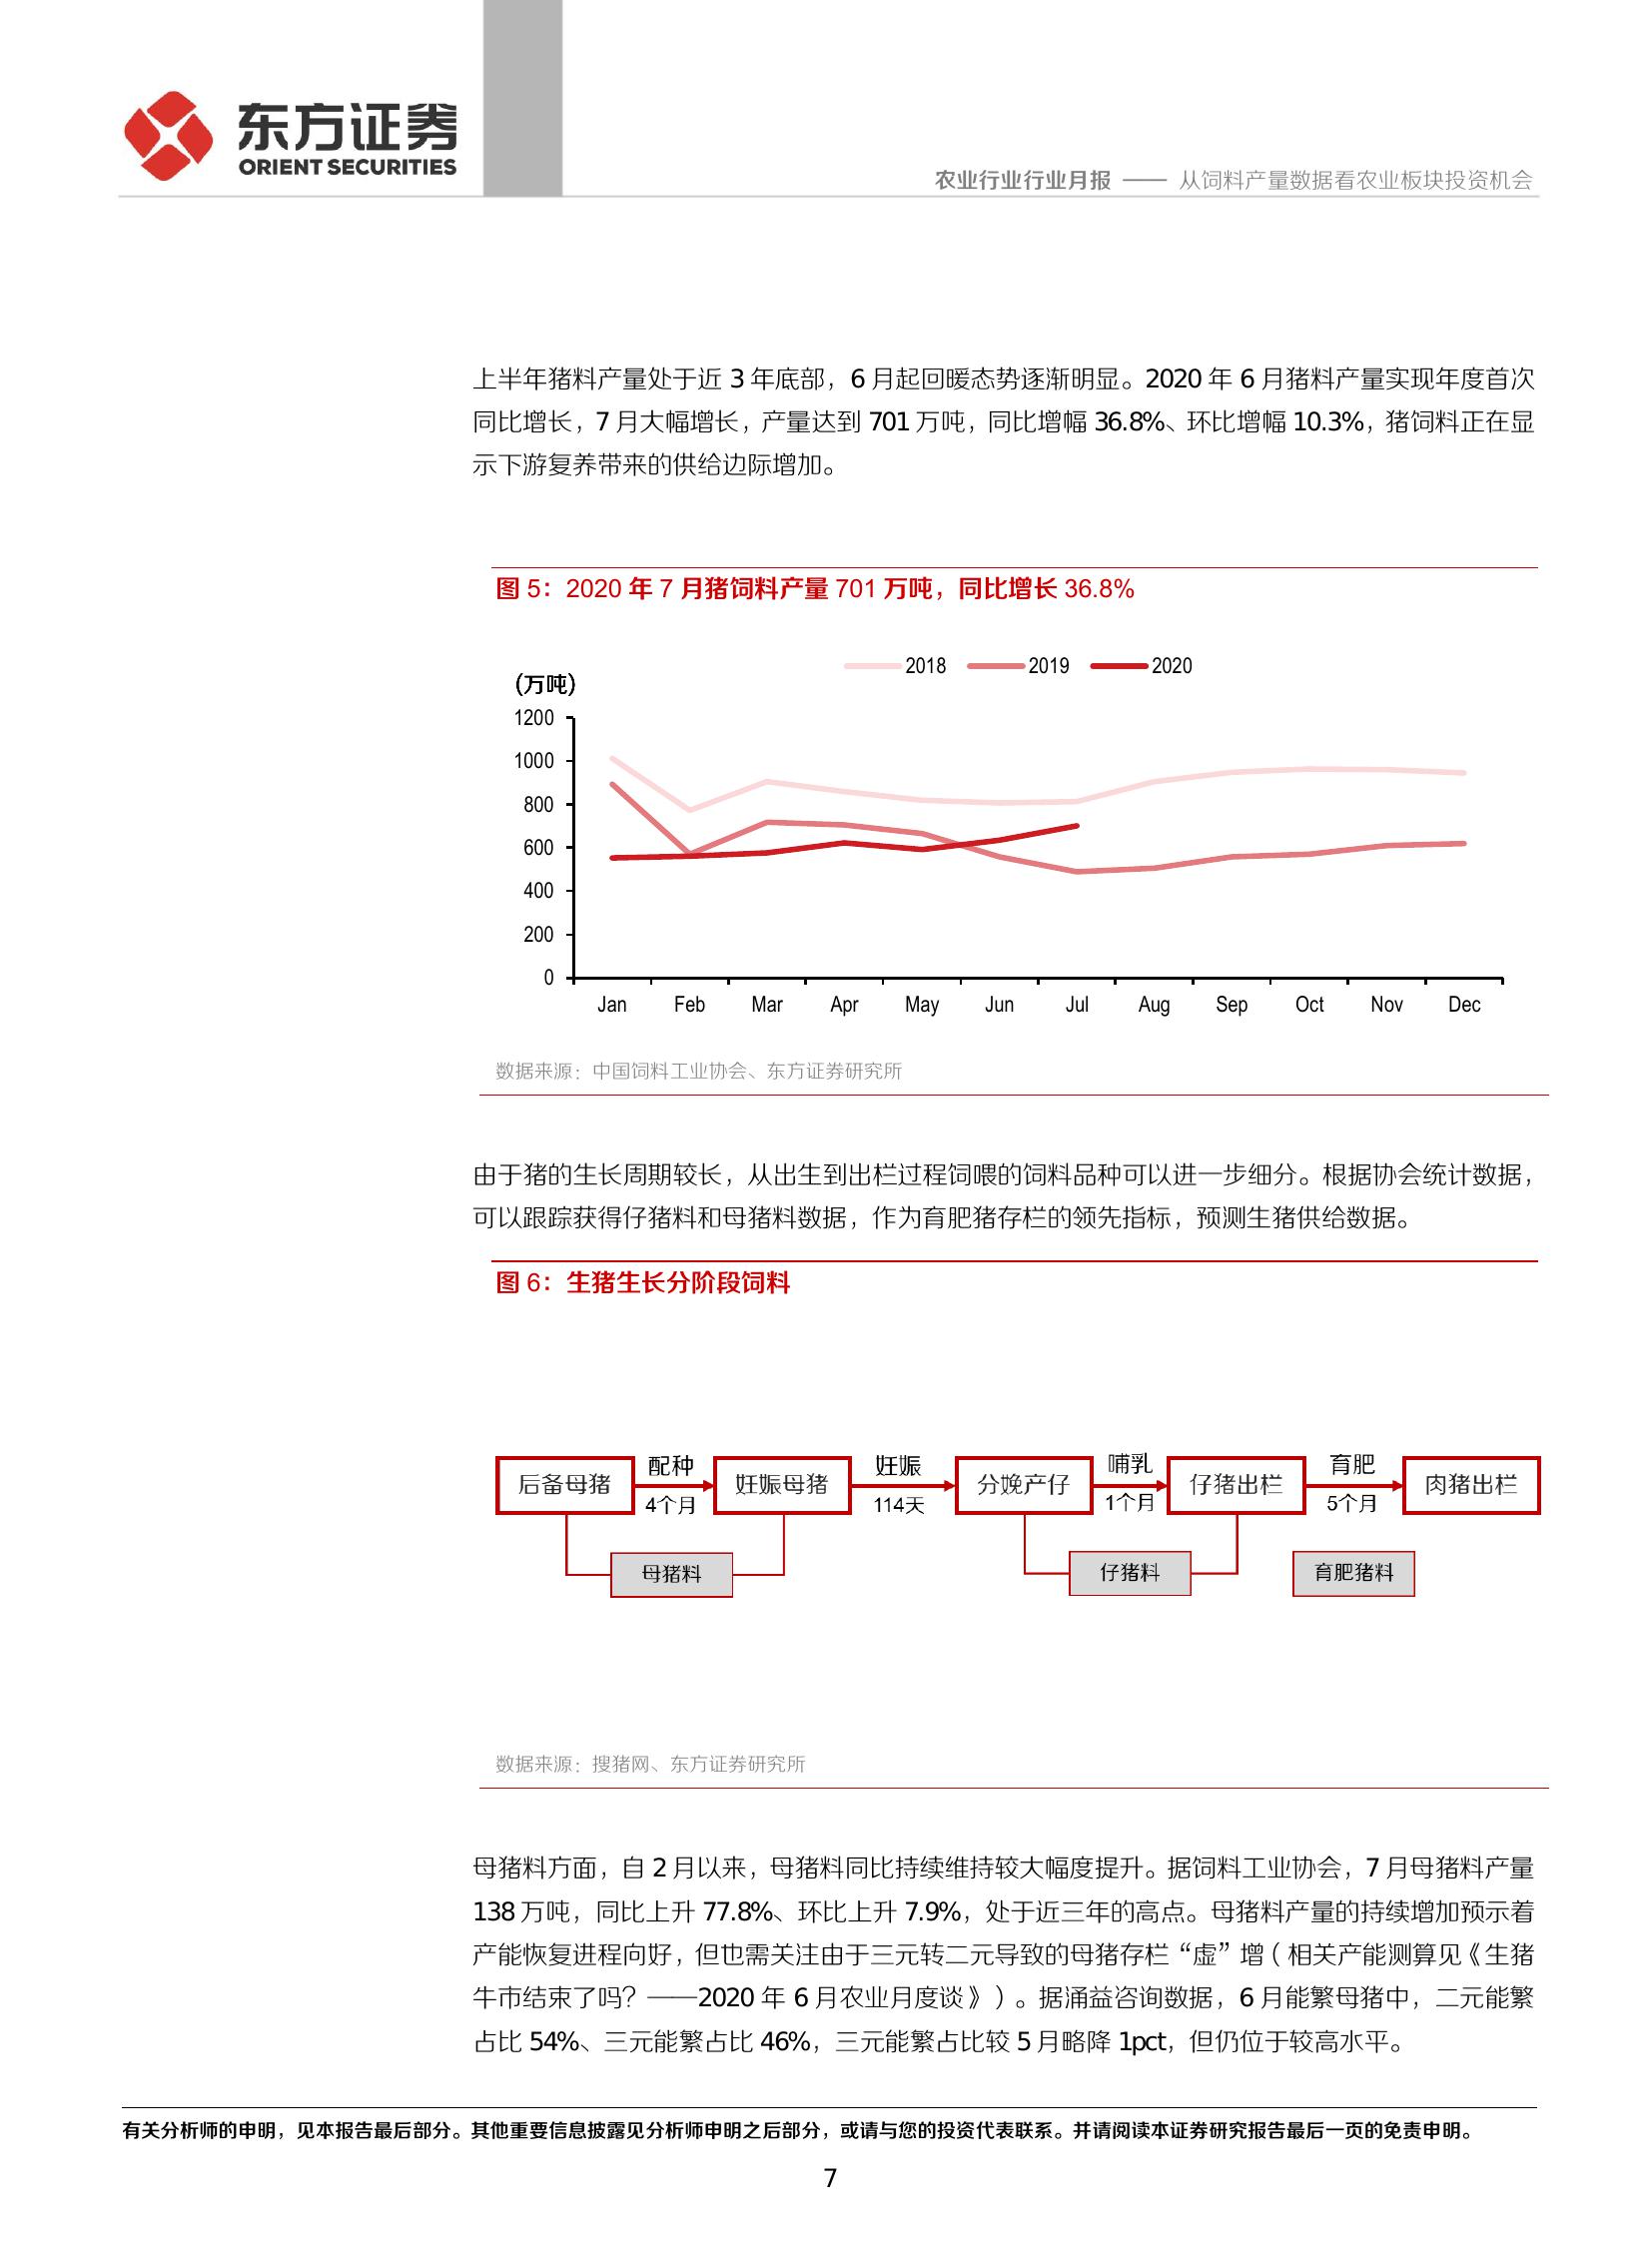 东方证券
ORIENT SECURITIES
农业行业行业月报 —— 从饲料产量数据看农业板块投资机会
上半年猪料产量处于近 3 年底部，6 月起回暖态势逐渐明显。2020 年 6 月猪料产量实现年度首次
同比增长，7 月大幅增长，产量达到 701 万吨，同比增幅 36.8%、环比增幅 10.3%，猪饲料正在显
示下游复养带来的供给边际增加。
图 5：2020 年 7 月猪饲料产量 701 万吨，同比增长 36.8%
2018 2019 2020
(万吨)
1200
1000
800
600
400
200
0
Jan Feb Mar Apr May Jun Jul Aug Sep Oct Nov Dec
数据来源：中国饲料工业协会、东方证券研究所
由于猪的生长周期较长，从出生到出栏过程饲喂的饲料品种可以进一步细分。根据协会统计数据，
可以跟踪获得仔猪料和母猪料数据，作为育肥猪存栏的领先指标，预测生猪供给数据。
图 6：生猪生长分阶段饲料
后备母猪 配种 妊娠母猪 妊娠 分娩产仔 哺乳 仔猪出栏 育肥 肉猪出栏
4个月 114天 1个月 5个月
母猪料 仔猪料 育肥猪料
数据来源：搜猪网、东方证券研究所
母猪料方面，自 2 月以来，母猪料同比持续维持较大幅度提升。据饲料工业协会，7 月母猪料产量
138 万吨，同比上升 77.8%、环比上升 7.9%，处于近三年的高点。母猪料产量的持续增加预示着
产能恢复进程向好，但也需关注由于三元转二元导致的母猪存栏“虚”增（相关产能测算见《生猪
牛市结束了吗？——2020 年 6 月农业月度谈》）。据涌益咨询数据，6 月能繁母猪中，二元能繁
占比 54%、三元能繁占比 46%，三元能繁占比较 5 月略降 1pct，但仍位于较高水平。
有关分析师的申明，见本报告最后部分。其他重要信息披露见分析师申明之后部分，或请与您的投资代表联系。并请阅读本证券研究报告最后一页的免责申明。
7